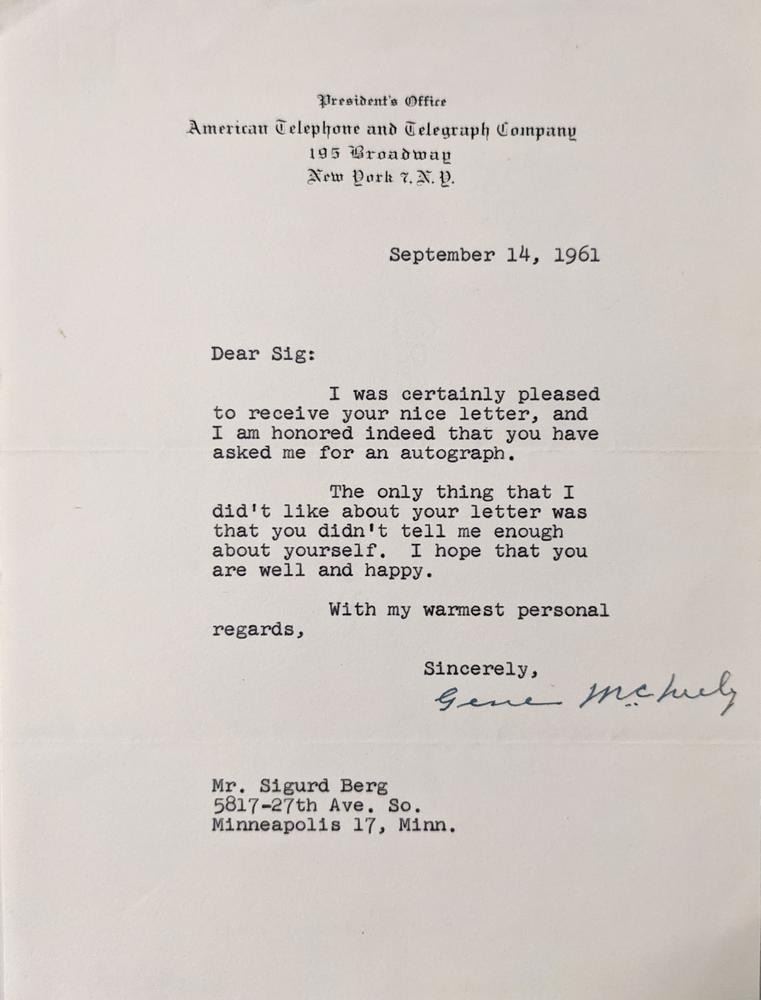 President's Office
American Telephone and Telegraph Company
195 Broadway
New York 7, N. Y.
September 14, 1961
Dear Sig:
I was certainly pleased
to receive your nice letter, and
I am honored indeed that you have
asked me for an autograph.
The only thing that I
did't like about your letter was
that you didn't tell me enough
about yourself.  I hope that you
are well and happy.
With my warmest personal
regards,
Sincerely,
Gene McNeely
Mr. Sigurd Berg
5817-27th Ave. So.
Minneapolis 17, Minn.